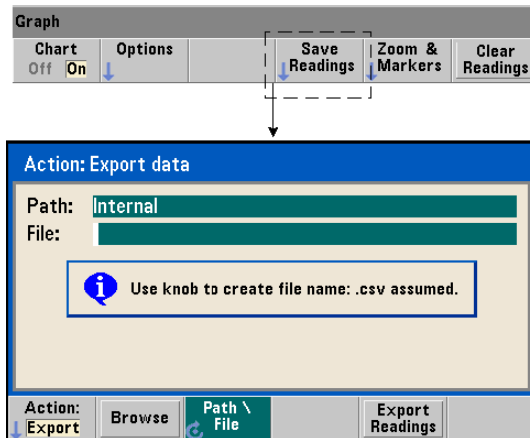 Graph
Chart
Off On
Options
Save
Readings
Zoom &
Markers
Clear
Readings
Action: Export data
Path: Internal
File:
Use knob to create file name: .csv assumed.
Action:
Export
Browse
Path \
File
Export
Readings